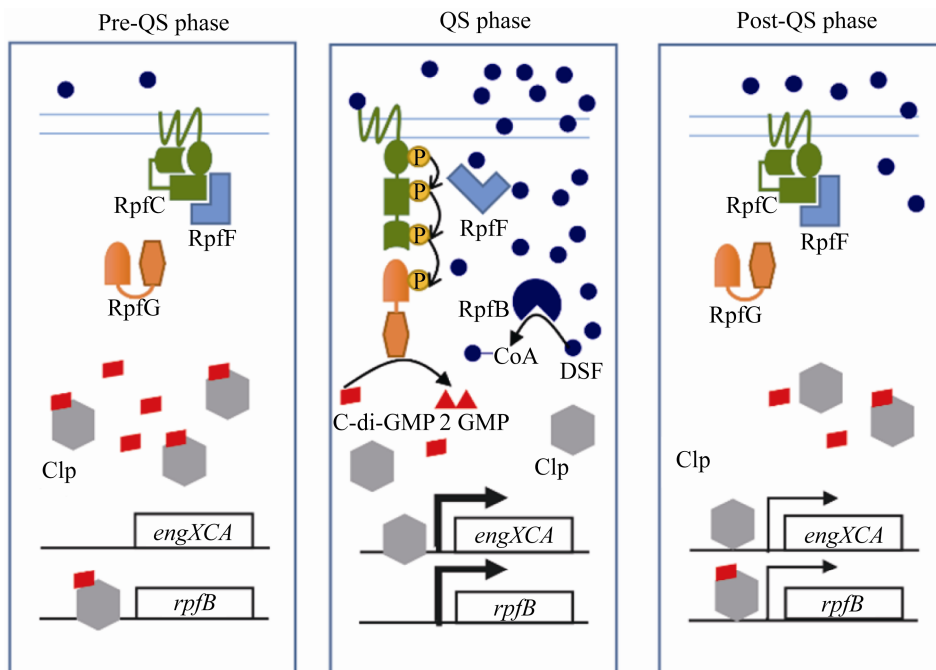 Pre-QS phase
RpfC
RpfF
RpfG
Clp
engXCA
rpfB
QS phase
P
P
RpfF
P
P
RpfB
CoA
DSF
C-di-GMP 2 GMP
Clp
engXCA
rpfB
Post-QS phase
RpfC
RpfF
RpfG
Clp
engXCA
rpfB